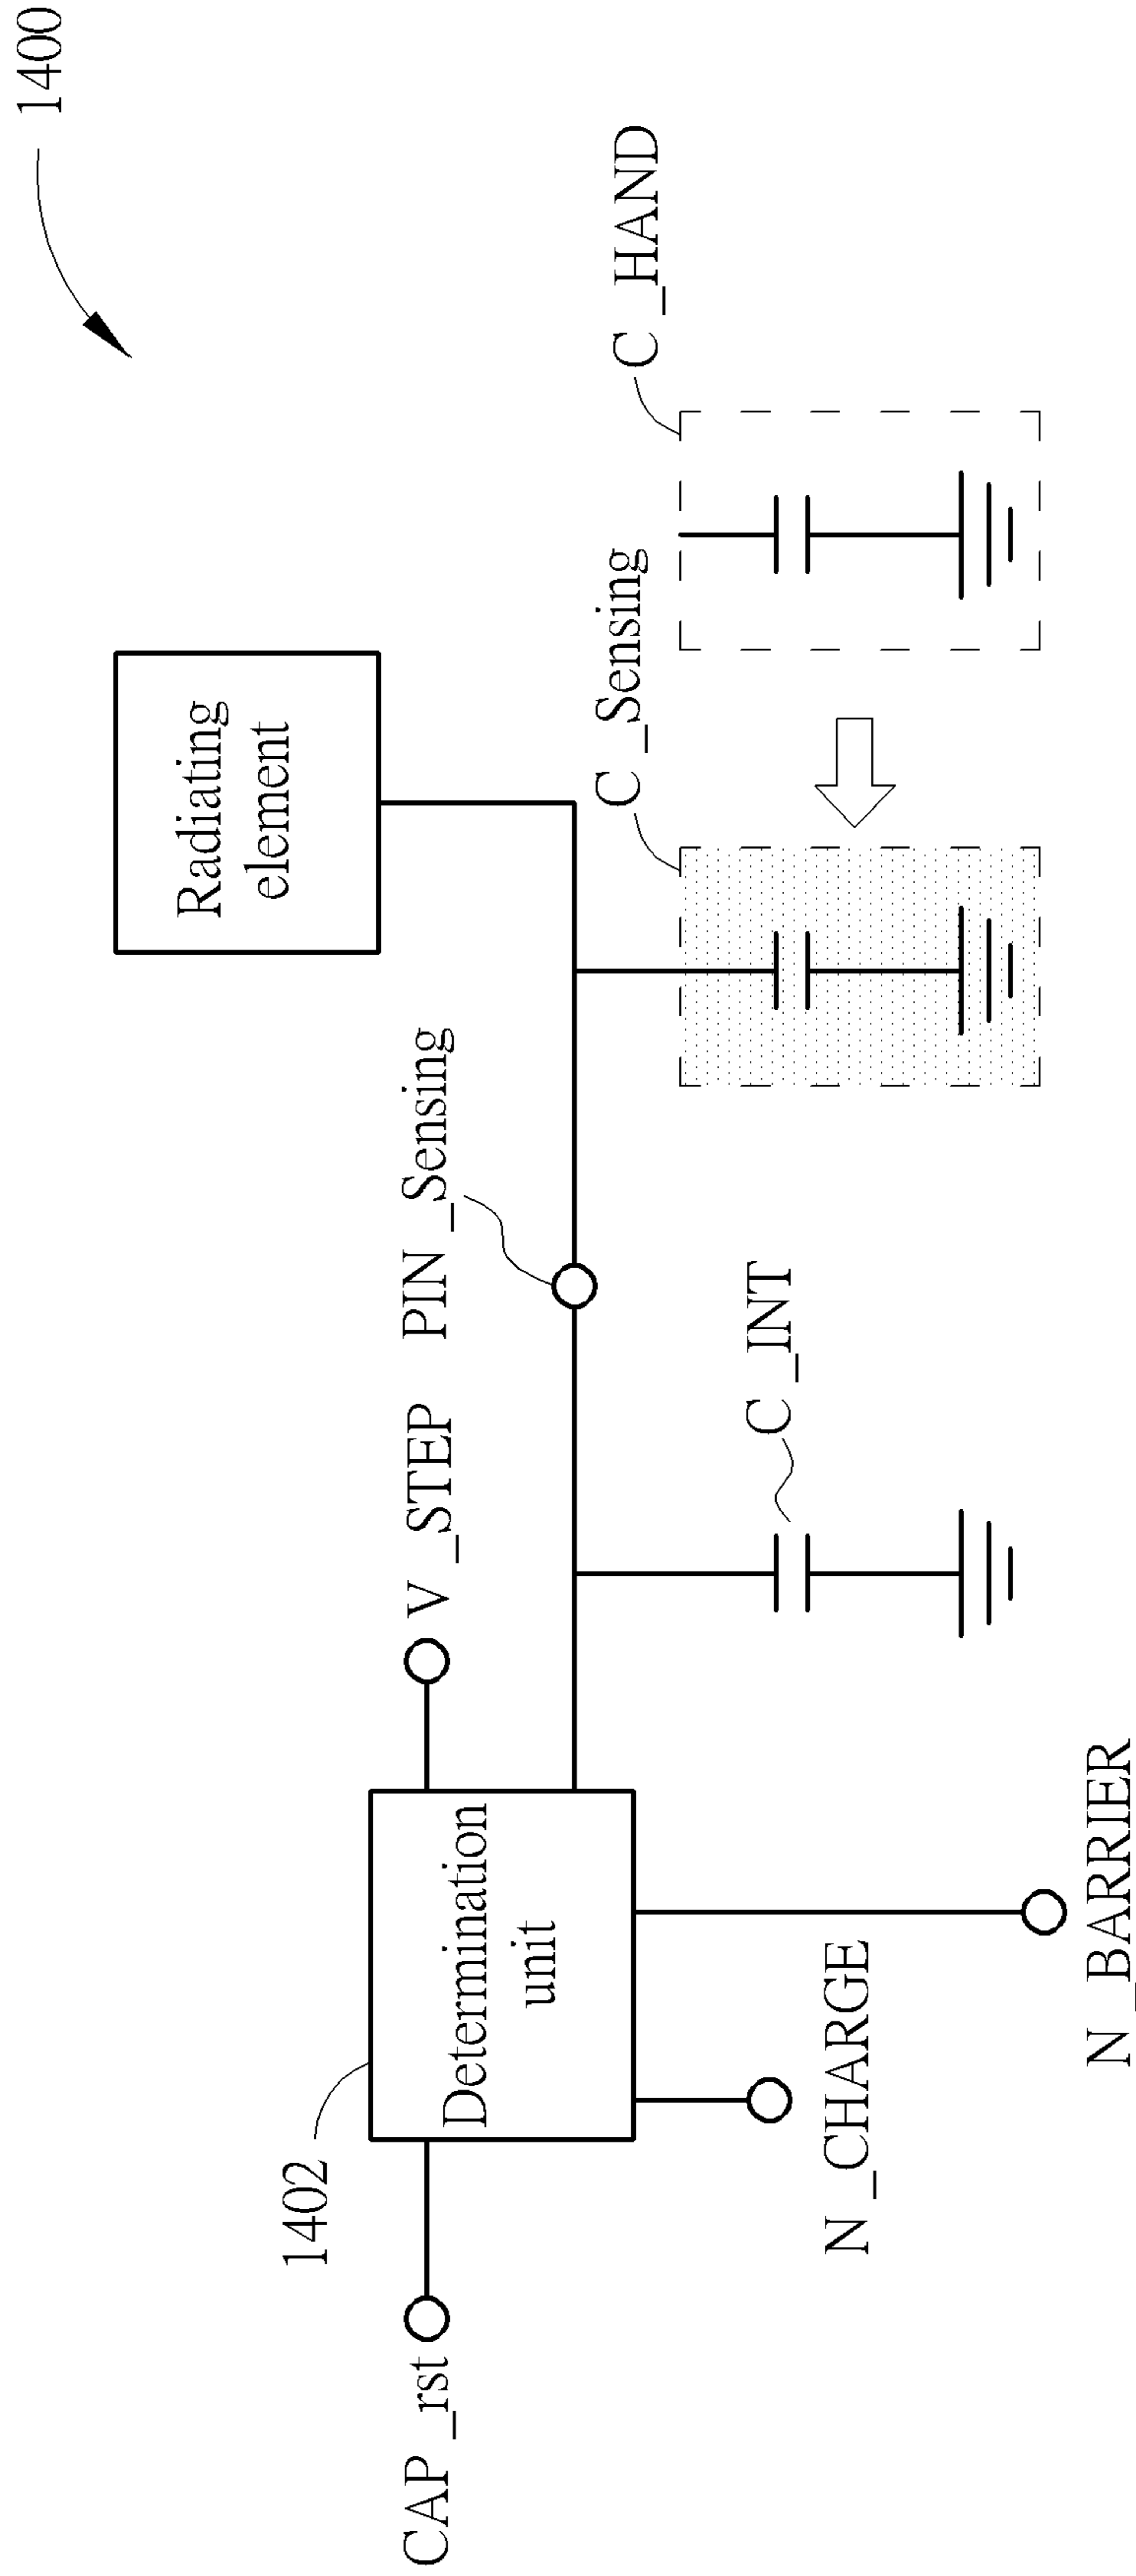 1400
Radiating
element
C_HAND
C_Sensing
PIN_Sensing
V_STEP
C_INT
1402
Determination
unit
CAP_rst
N_CHARGE
N_BARRIER